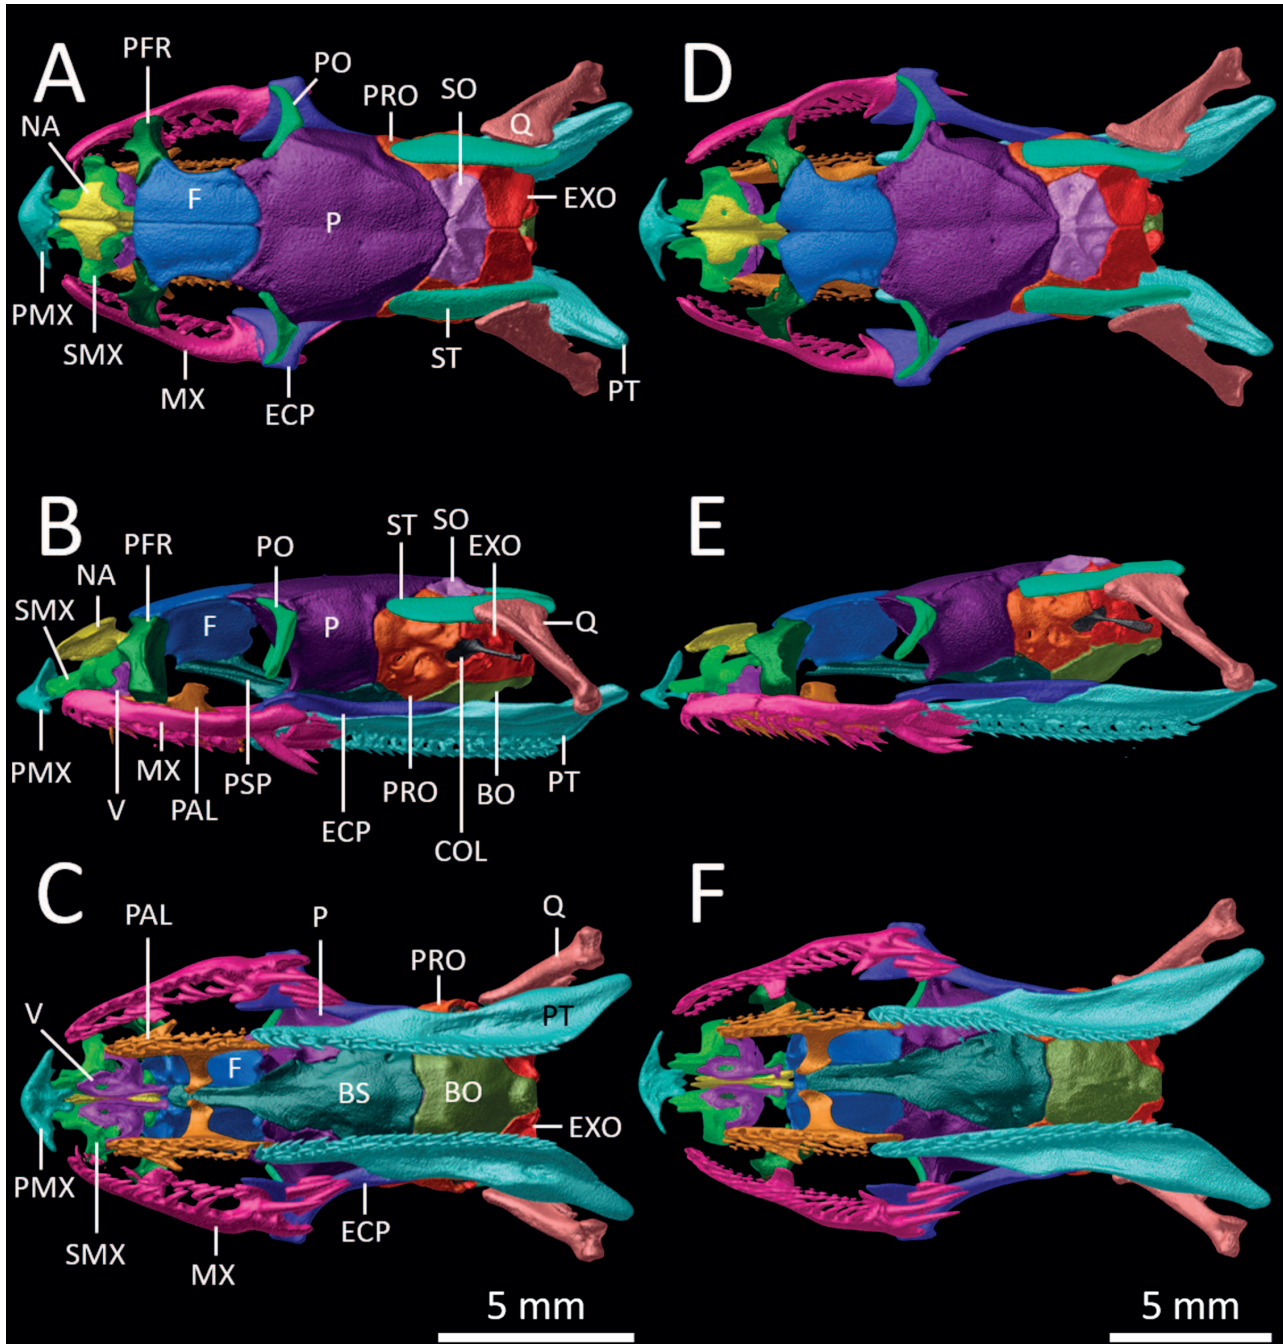 A
PFR
PO
PRO
SO
Q
NA
F
P
EXO
PMX
SMX
MX
ECP
ST
PT
D
B
PFR
PO
ST
SO
EXO
NA
SMX
F
P
Q
PMX
V
MX
PAL
PSP
ECP
PRO
COL
BO
PT
E
C
PAL
P
Q
PRO
V
PT
F
BS
BO
EXO
PMX
SMX
MX
ECP
5 mm
F
5 mm